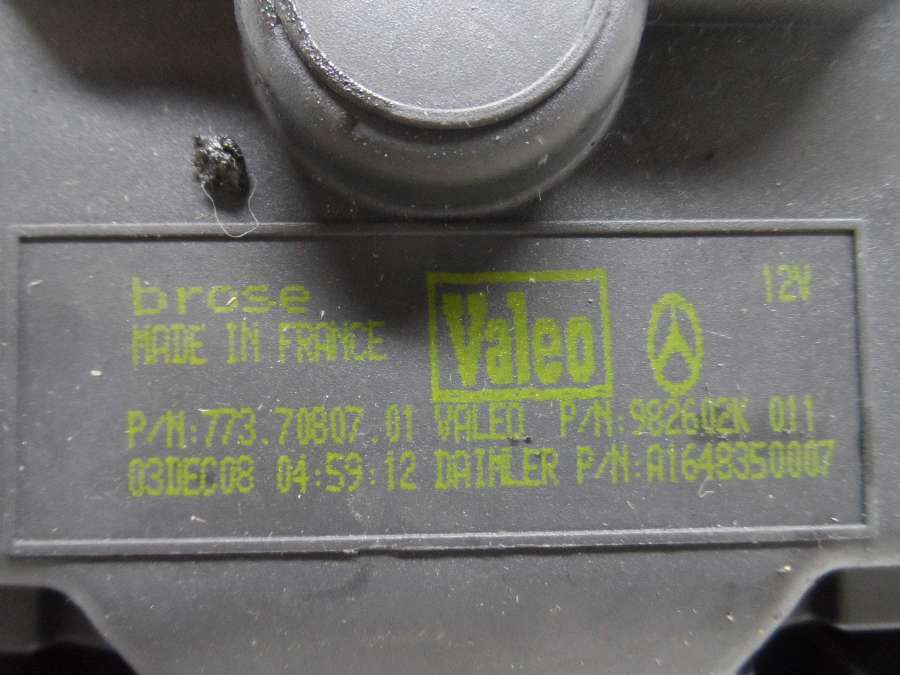 brose
MADE IN FRANCE
Valeo
12V
P/N:773.70807.01 VALEO P/N:982602K 011
03DEC08 04:59:12 DAIMLER P/N:A1648350007